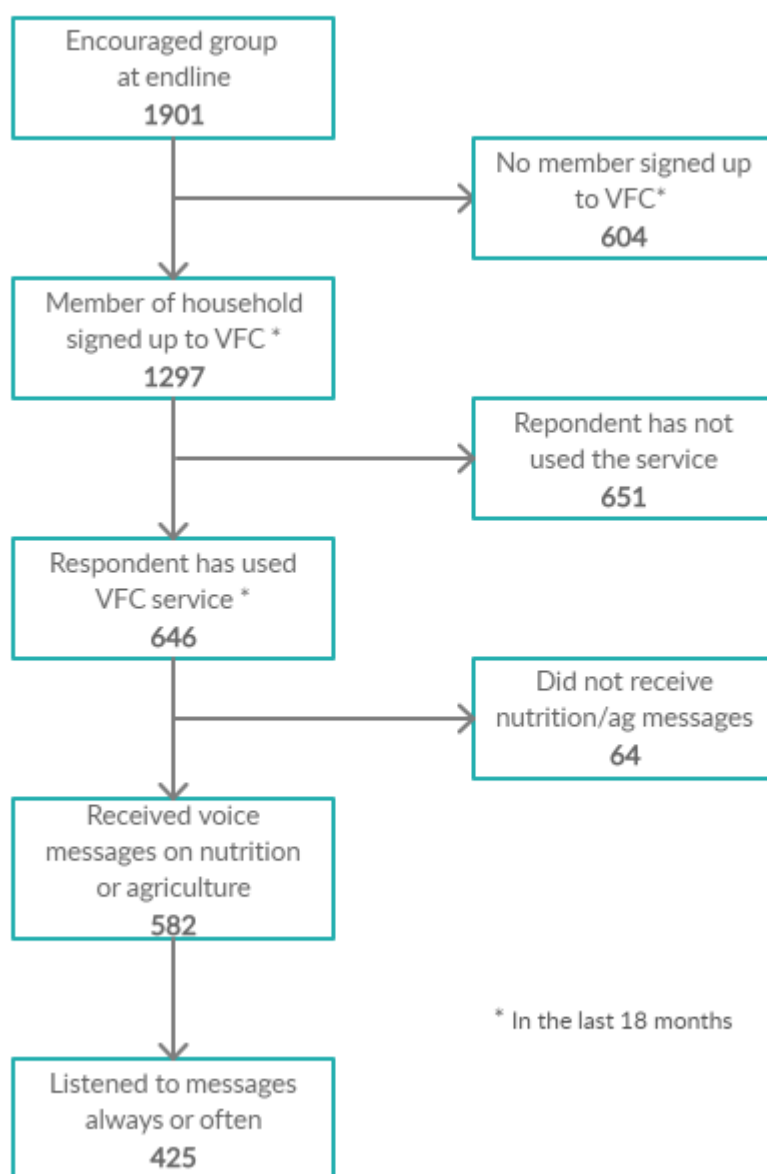 Encouraged group
at endline
1901
No member signed up
to VFC*
604
Member of household
signed up to VFC *
1297
Repondent has not
used the service
651
Respondent has used
VFC service *
646
Did not receive
nutrition/ag messages
64
Received voice
messages on nutrition
or agriculture
582
* In the last 18 months
Listened to messages
always or often
425